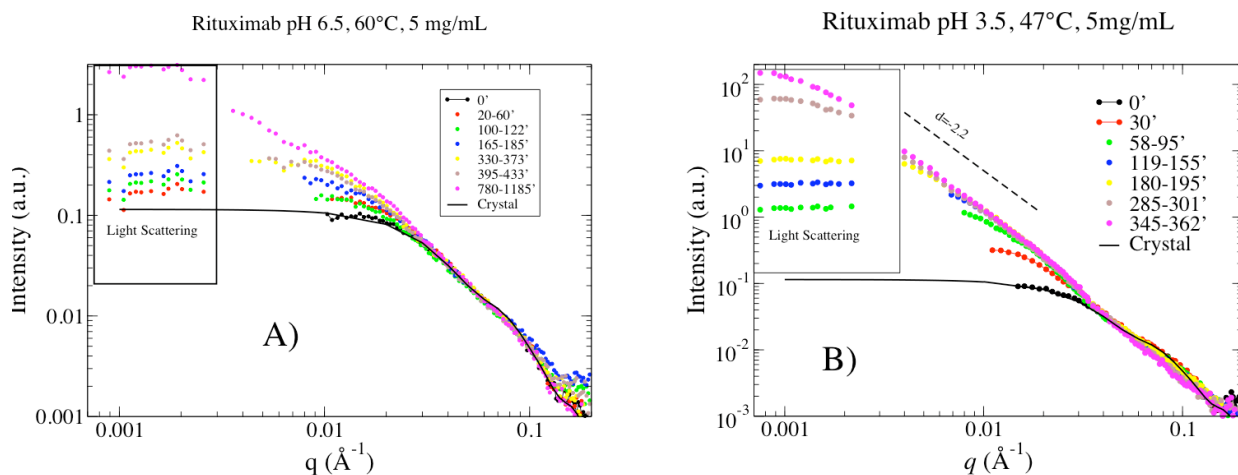 Rituximab pH 6.5, 60°C, 5 mg/mL
Intensity (a.u.)
1
0.1
0.01
0.001
Light Scattering
0'
20-60'
100-122'
165-185'
330-373'
395-433'
780-1185'
Crystal
A)
0.001
0.01
0.1
q (Å⁻¹)
Rituximab pH 3.5, 47°C, 5mg/mL
Intensity (a.u.)
10²
10¹
10⁰
10⁻¹
10⁻²
10⁻³
Light Scattering
d=-2.2
0'
30'
58-95'
119-155'
180-195'
285-301'
345-362'
Crystal
B)
0.001
0.01
0.1
q (Å⁻¹)